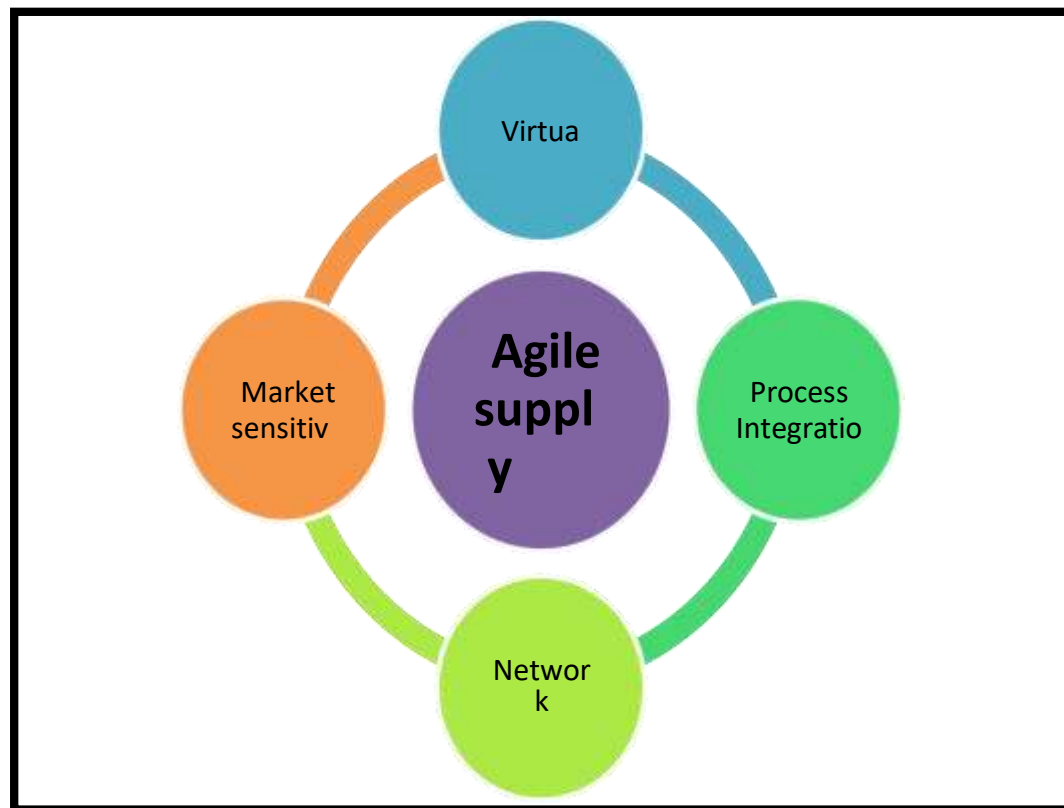 Virtua
Agile
suppl
y
Market
sensitiv
Process
Integratio
Networ
k